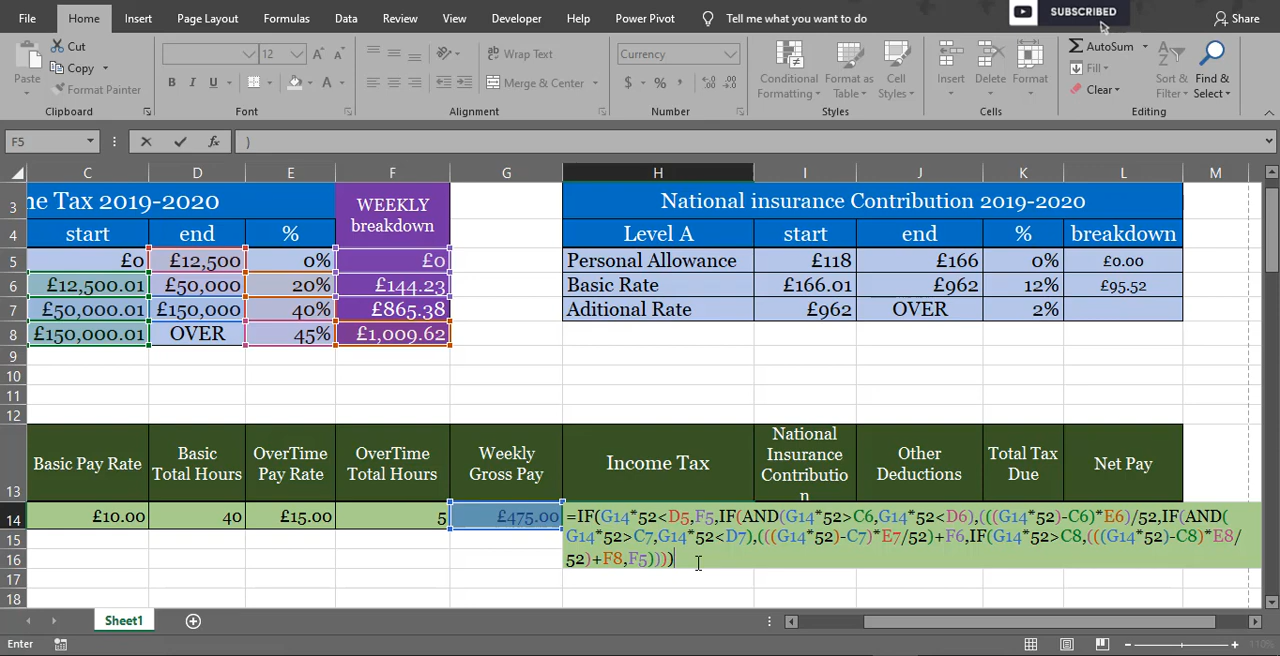 File Home Insert Page Layout Formulas Data Review View Developer Help Power Pivot Tell me what you want to do SUBSCRIBED Share
Paste Cut Copy Format Painter
Clipboard
12
B I U A
Font
Wrap Text
Merge & Center
Alignment
Currency
$ % ,
Number
Conditional Formatting Format as Table Cell Styles
Styles
Insert Delete Format
Cells
AutoSum Fill Clear Sort & Filter Find & Select
Editing
F5 fx )
C D E F G H I J K L M
3 ne Tax 2019-2020 WEEKLY breakdown National insurance Contribution 2019-2020
4 start end % Level A start end % breakdown
5 £0 £12,500 0% £0 Personal Allowance £118 £166 0% £0.00
6 £12,500.01 £50,000 20% £144.23 Basic Rate £166.01 £962 12% £95.52
7 £50,000.01 £150,000 40% £865.38 Aditional Rate £962 OVER 2%
8 £150,000.01 OVER 45% £1,009.62
9
10
11
12
13 Basic Pay Rate Basic Total Hours OverTime Pay Rate OverTime Total Hours Weekly Gross Pay Income Tax National Insurance Contribution Other Deductions Total Tax Due Net Pay
14 £10.00 40 £15.00 5 £475.00 =IF(G14*52<D5,F5,IF(AND(G14*52>C6,G14*52<D6),(((G14*52)-C6)*E6)/52,IF(AND(
15 G14*52>C7,G14*52<D7),(((G14*52)-C7)*E7/52)+F6,IF(G14*52>C8,(((G14*52)-C8)*E8/
16 52)+F8,F5))))
17
18
Sheet1
Enter 110%